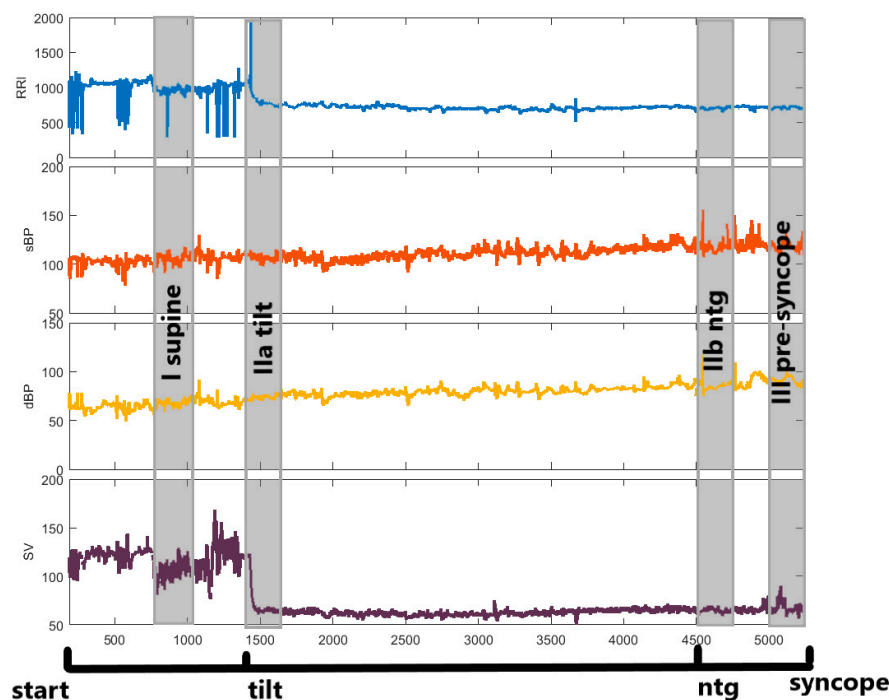 2000
1500
1000
500
0
RRI
200
150
100
50
sBP
150
100
50
0
dBP
200
150
100
50
SV
I supine
IIa tilt
IIb ntg
III pre-syncope
500 1000 1500 2000 2500 3000 3500 4000 4500 5000
start tilt ntg syncope